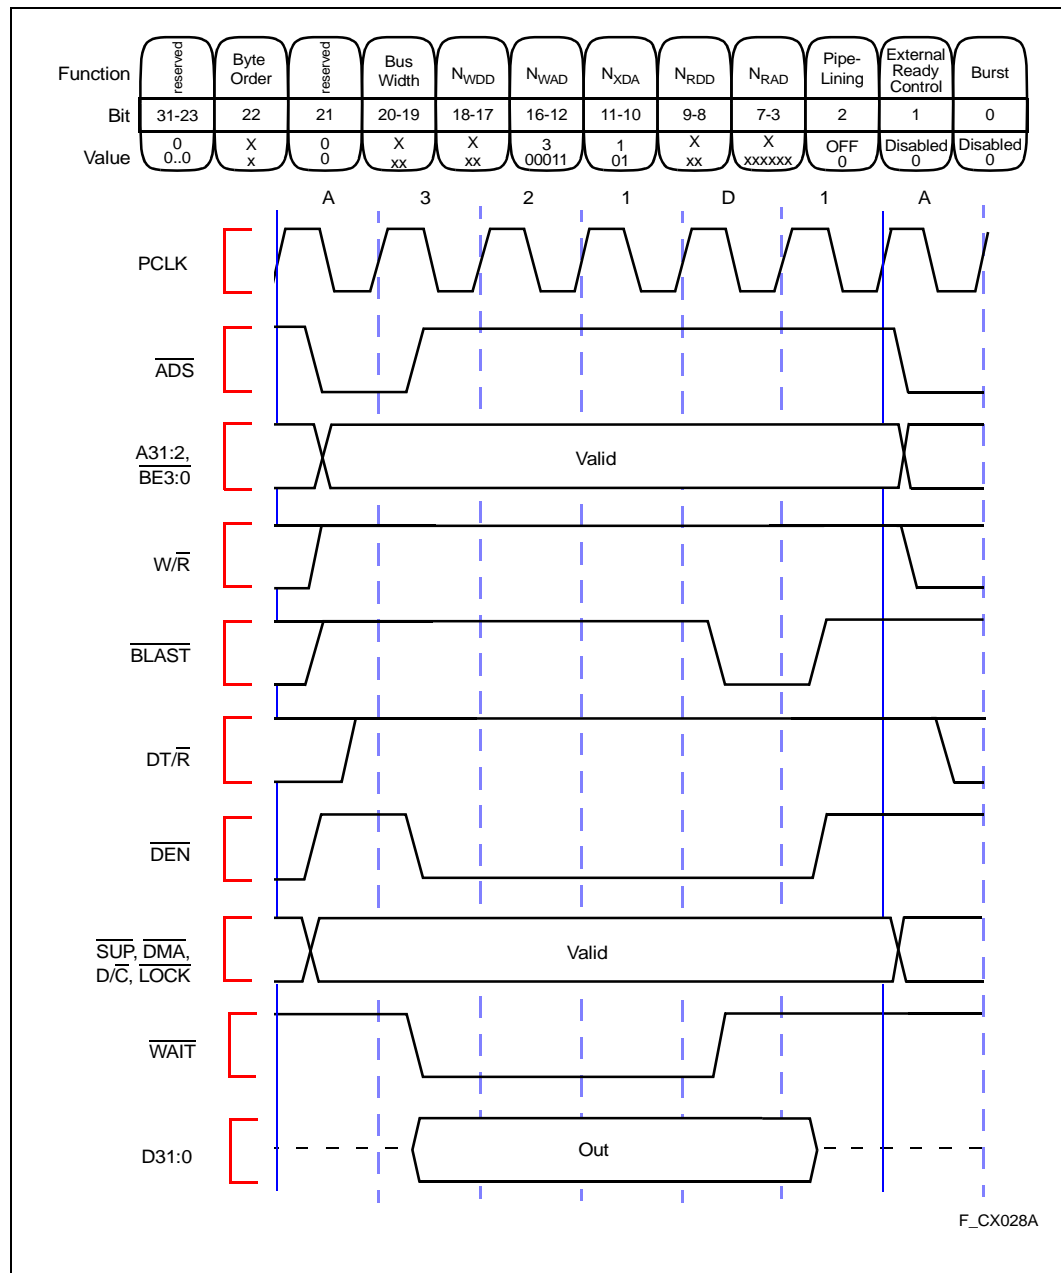 Function reserved Byte Order reserved Bus Width NWDD NWAD NXDA NRDD NRAD Pipe-Lining External Ready Control Burst
Bit 31-23 22 21 20-19 18-17 16-12 11-10 9-8 7-3 2 1 0
Value 0 X 0 X X 3 1 X X OFF Disabled Disabled
0..0 x 0 xx xx 00011 01 xx xxxxxx 0 0 0
A 3 2 1 D 1 A
PCLK
ADS
A31:2,
BE3:0
Valid
W/R
BLAST
DT/R
DEN
SUP, DMA,
D/C, LOCK
Valid
WAIT
D31:0
Out
F_CX028A